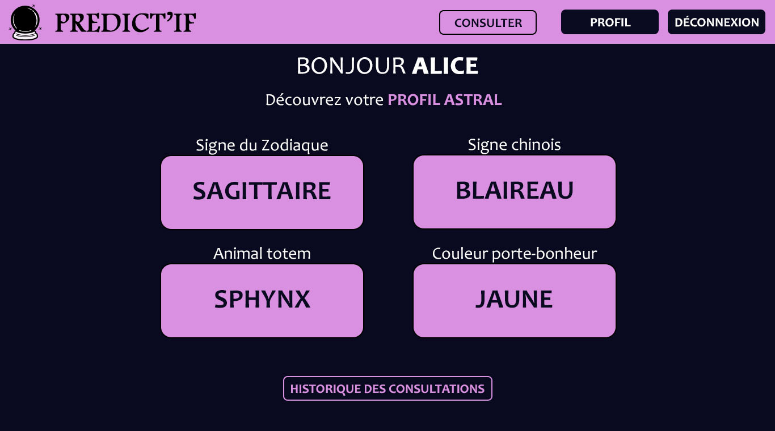 PREDICT'IF
CONSULTER
PROFIL
DÉCONNEXION
BONJOUR ALICE
Découvrez votre PROFIL ASTRAL
Signe du Zodiaque
Signe chinois
SAGITTAIRE
BLAIREAU
Animal totem
Couleur porte-bonheur
SPHYNX
JAUNE
HISTORIQUE DES CONSULTATIONS